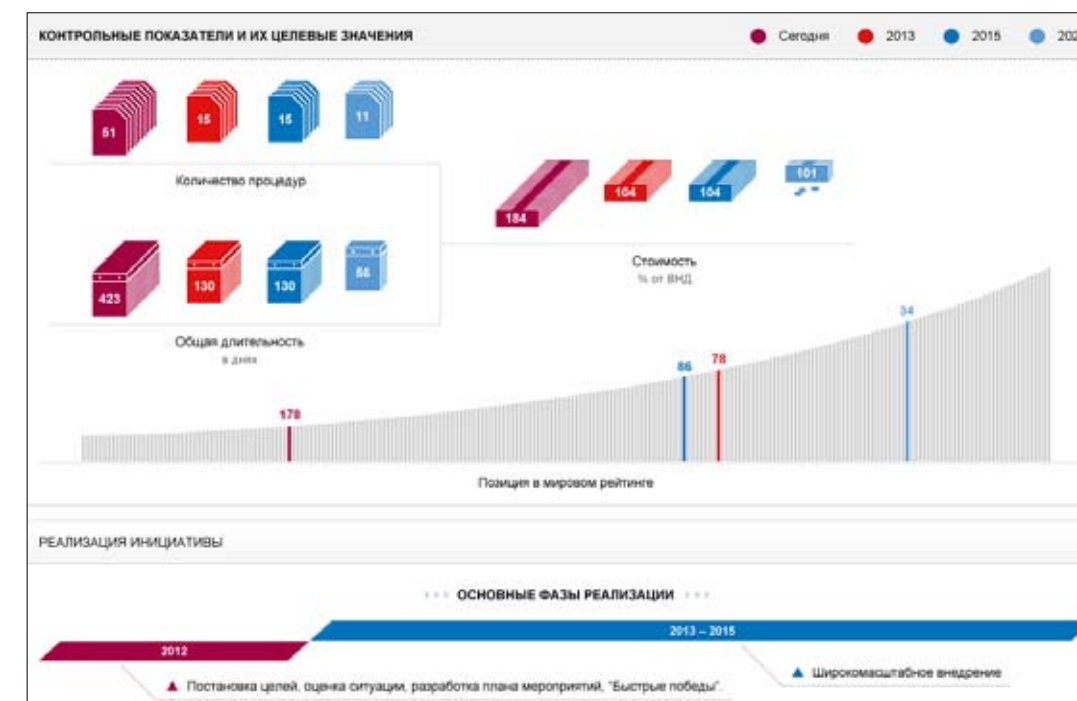 КОНТРОЛЬНЫЕ ПОКАЗАТЕЛИ И ИХ ЦЕЛЕВЫЕ ЗНАЧЕНИЯ
Сегодня 2013 2015 202
51 15 15 11
Количество процедур
184 104 104 101
Стоимость
% от ВНД
423 130 130 56
Общая длительность
в днях
178 86 78 34
Позиция в мировом рейтинге
РЕАЛИЗАЦИЯ ИНИЦИАТИВЫ
ОСНОВНЫЕ ФАЗЫ РЕАЛИЗАЦИИ
2013 – 2015
2012
Широкомасштабное внедрение
Постановка целей, оценка ситуации, разработка плана мероприятий, "Быстрые победы".